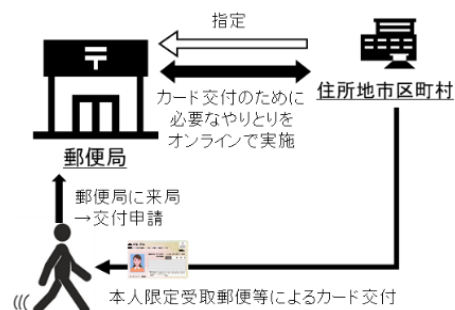 指定
カード交付のために
必要なやりとりを
オンラインで実施
住所地市区町村
郵便局
郵便局に来局
→交付申請
本人限定受取郵便等によるカード交付